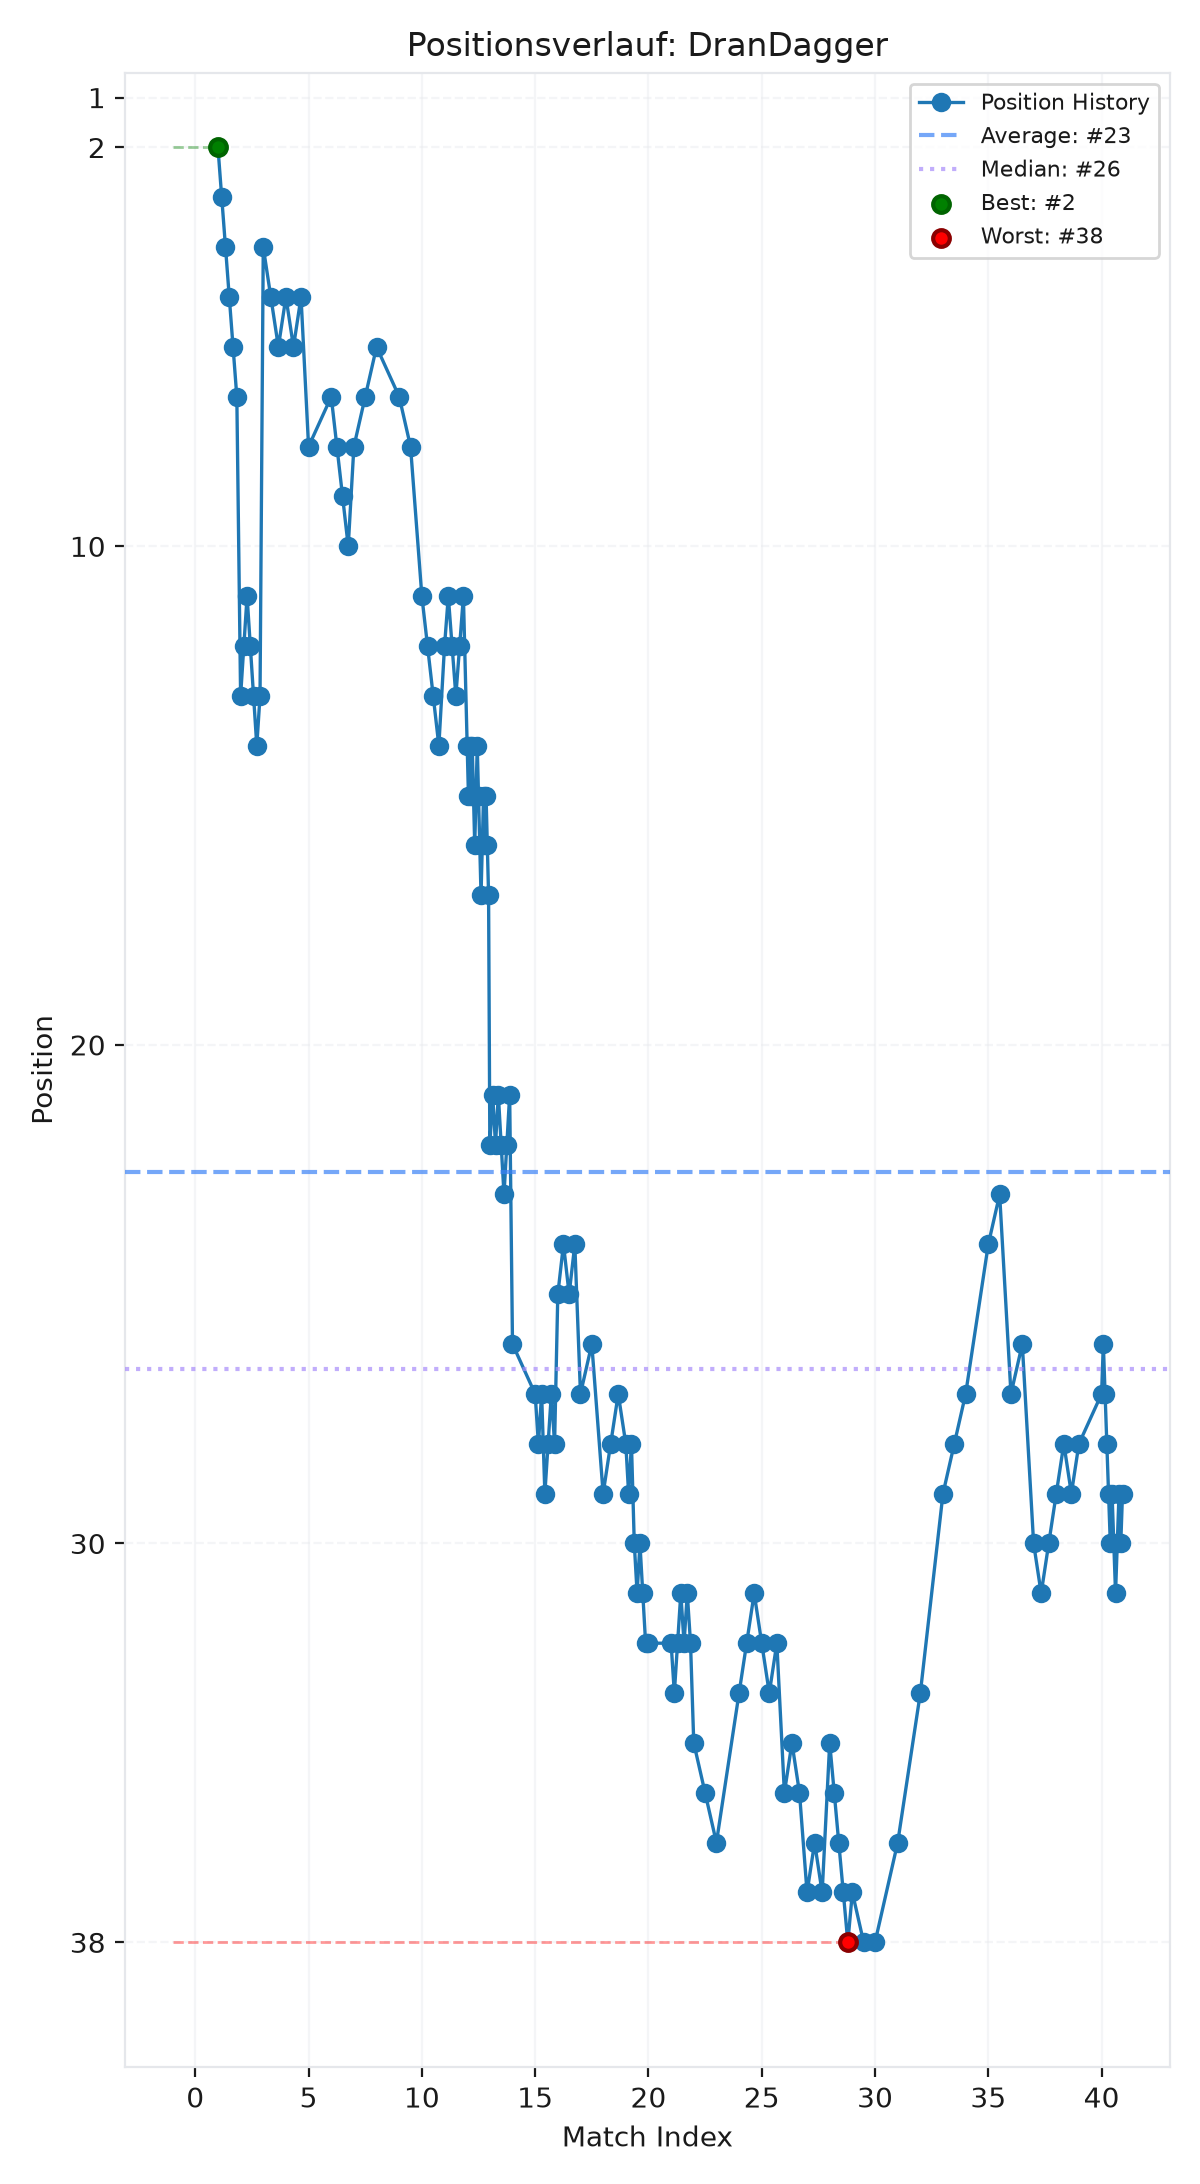 Positionsverlauf: DranDagger
Position History
Average: #23
Median: #26
Best: #2
Worst: #38
1
2
10
20
30
38
Position
0 5 10 15 20 25 30 35 40
Match Index